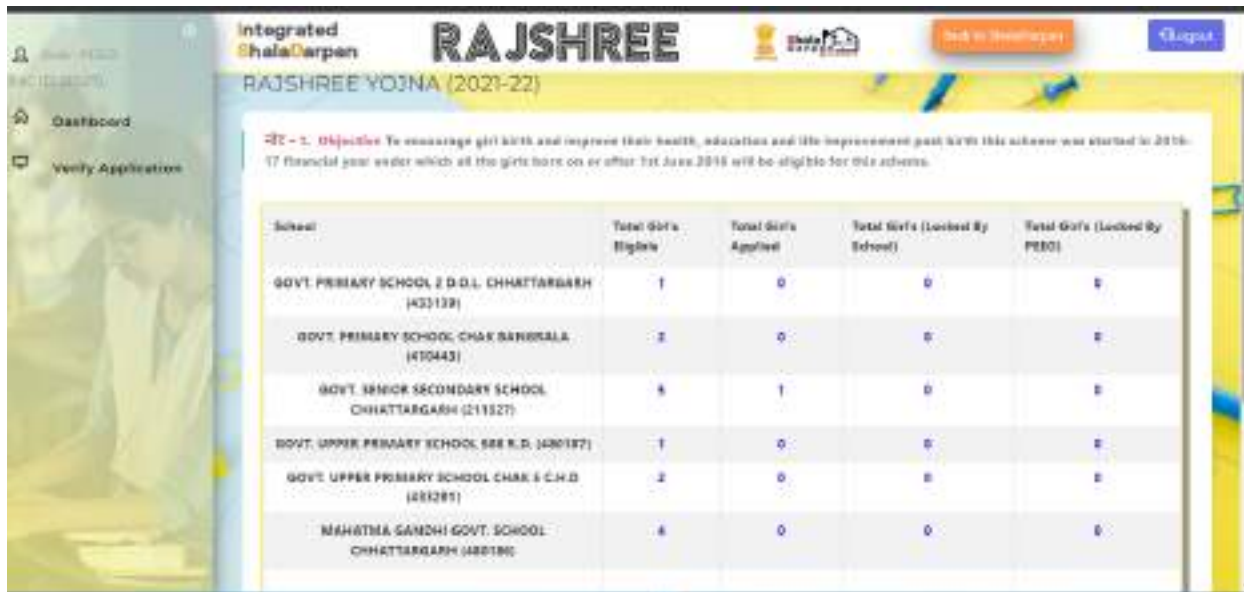 Integrated
ShalaDarpan
RAJSHREE
Back to ShalaDarpan
Logout
RAJSHREE YOJNA (2021-22)
Dashboard
Verify Application
नोट - 1. Objective To encourage girl birth and improve their health, education and life improvement post birth this scheme was started in 2016-
17 financial year under which all the girls born on or after 1st June 2016 will be eligible for this scheme.
School
Total Girl's Eligible
Total Girl's Applied
Total Girl's (Locked By School)
Total Girl's (Locked By PEEO)
GOVT. PRIMARY SCHOOL 2 D.O.L. CHHATTARGARH (433139) 1 0 0 0
GOVT. PRIMARY SCHOOL CHAK (410443) 2 0 0 0
GOVT. SENIOR SECONDARY SCHOOL CHHATTARGARH (211527) 1 0 0
GOVT. UPPER PRIMARY SCHOOL R.D. (480187) 1 0 0 0
GOVT. UPPER PRIMARY SCHOOL CHAK C.H.D 2 0 0 0
MAHATMA GANDHI GOVT. SCHOOL CHHATTARGARH (480186) 0 0 0